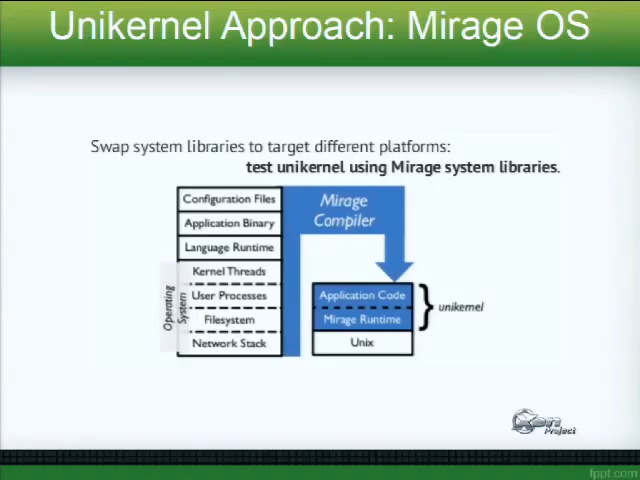 Unikernel Approach: Mirage OS
Swap system libraries to target different platforms:
test unikernel using Mirage system libraries.
Configuration Files
Application Binary
Language Runtime
Kernel Threads
User Processes
Filesystem
Network Stack
Operating
System
Mirage
Compiler
Application Code
Mirage Runtime
Unix
unikernel
Xen
Project
fppt.com